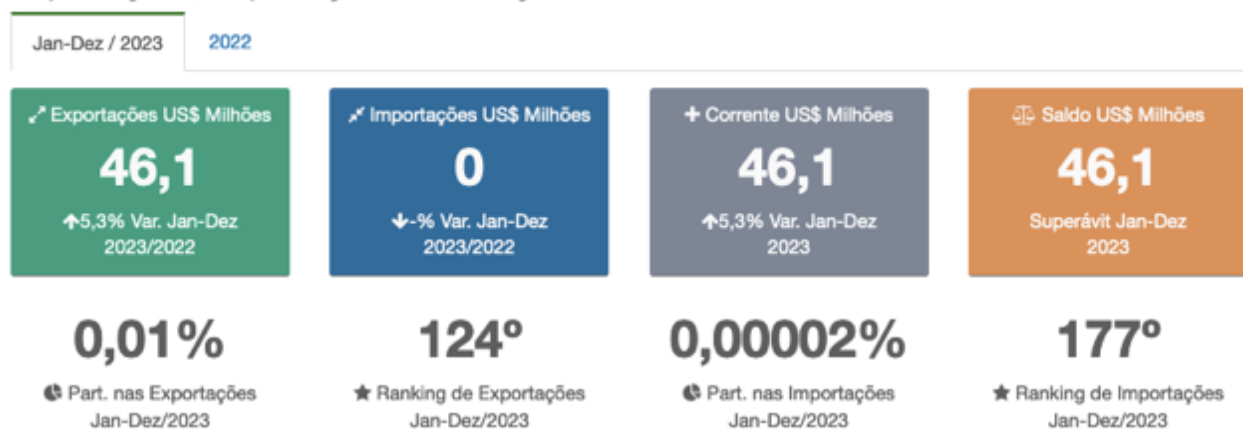 Jan-Dez / 2023
2022
Exportações US$ Milhões
46,1
5,3% Var. Jan-Dez
2023/2022
Importações US$ Milhões
0
-% Var. Jan-Dez
2023/2022
Corrente US$ Milhões
46,1
5,3% Var. Jan-Dez
2023
Saldo US$ Milhões
46,1
Superávit Jan-Dez
2023
0,01%
Part. nas Exportações
Jan-Dez/2023
124º
Ranking de Exportações
Jan-Dez/2023
0,00002%
Part. nas Importações
Jan-Dez/2023
177º
Ranking de Importações
Jan-Dez/2023